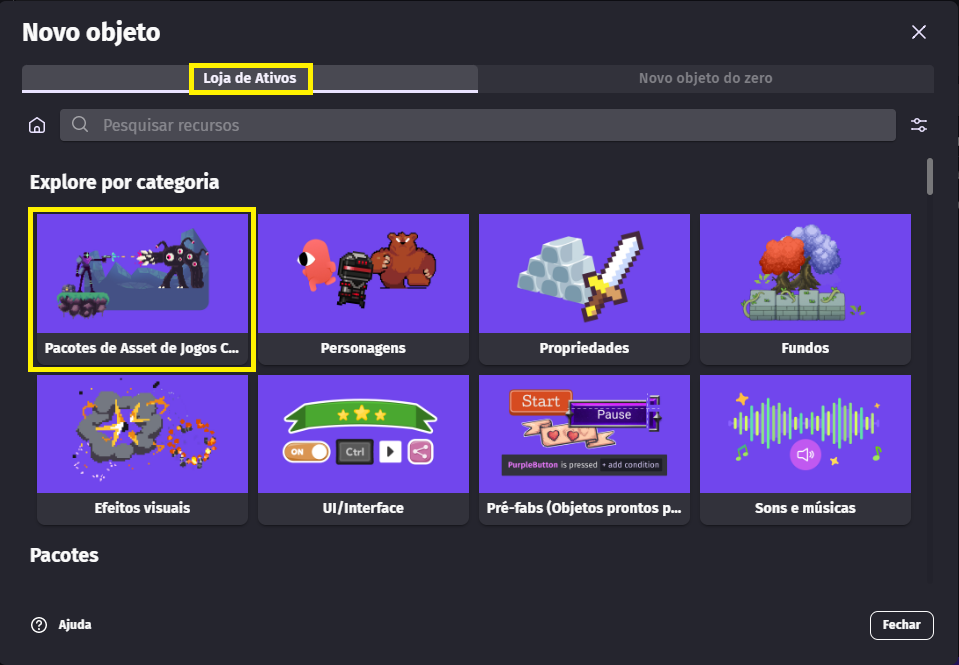 Novo objeto
Loja de Ativos
Novo objeto do zero
Pesquisar recursos
Explore por categoria
Pacotes de Asset de Jogos C...
Personagens
Propriedades
Fundos
ON
Ctrl
Start
Pause
PurpleButton is pressed + add condition
Efeitos visuais
UI/Interface
Pré-fabs (Objetos prontos p...
Sons e músicas
Pacotes
Ajuda
Fechar